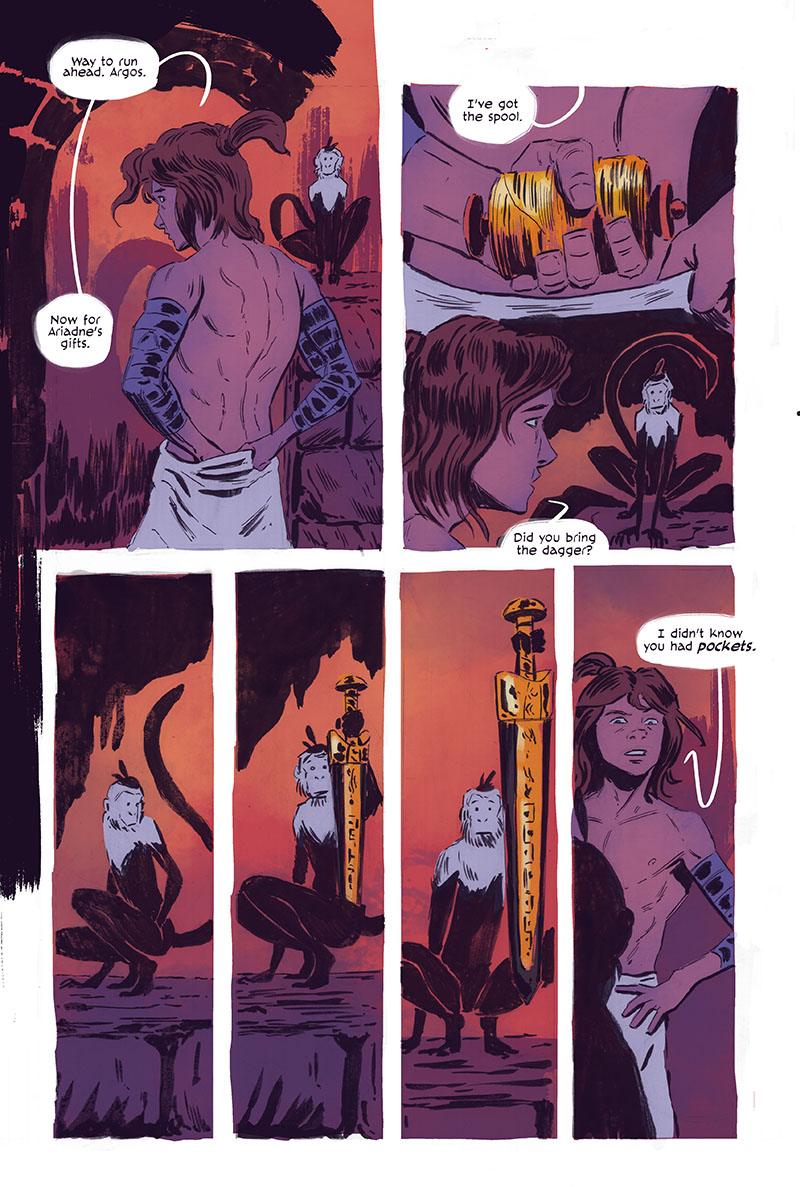 Way to run
ahead. Argos.
Now for
Ariadne's
gifts.
I've got
the spool.
Did you bring
the dagger?
I didn't know
you had pockets.